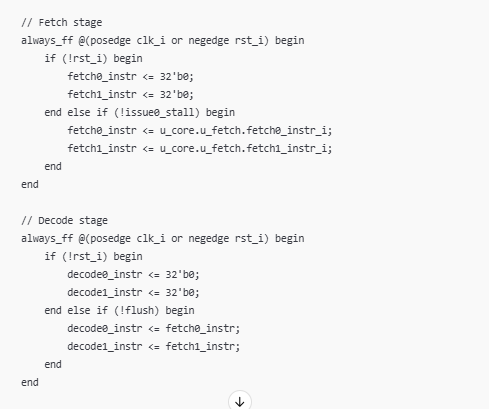 // Fetch stage
always_ff @(posedge clk_i or negedge rst_i) begin
    if (!rst_i) begin
        fetch0_instr <= 32'b0;
        fetch1_instr <= 32'b0;
    end else if (!issue0_stall) begin
        fetch0_instr <= u_core.u_fetch.fetch0_instr_i;
        fetch1_instr <= u_core.u_fetch.fetch1_instr_i;
    end
end

// Decode stage
always_ff @(posedge clk_i or negedge rst_i) begin
    if (!rst_i) begin
        decode0_instr <= 32'b0;
        decode1_instr <= 32'b0;
    end else if (!flush) begin
        decode0_instr <= fetch0_instr;
        decode1_instr <= fetch1_instr;
    end
end